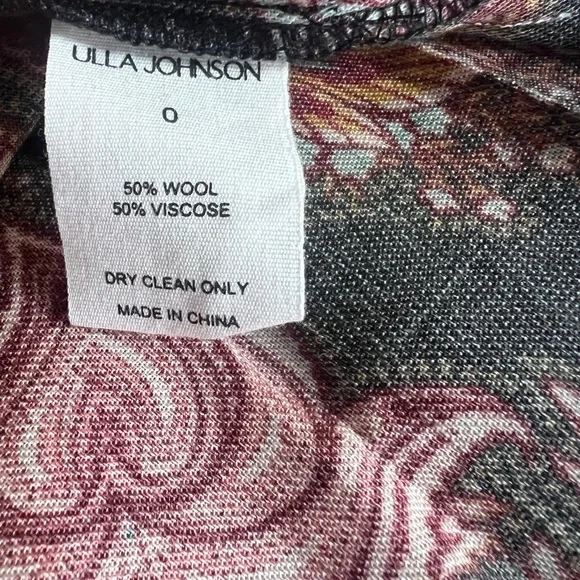 ULLA JOHNSON
0
50% WOOL
50% VISCOSE
DRY CLEAN ONLY
MADE IN CHINA